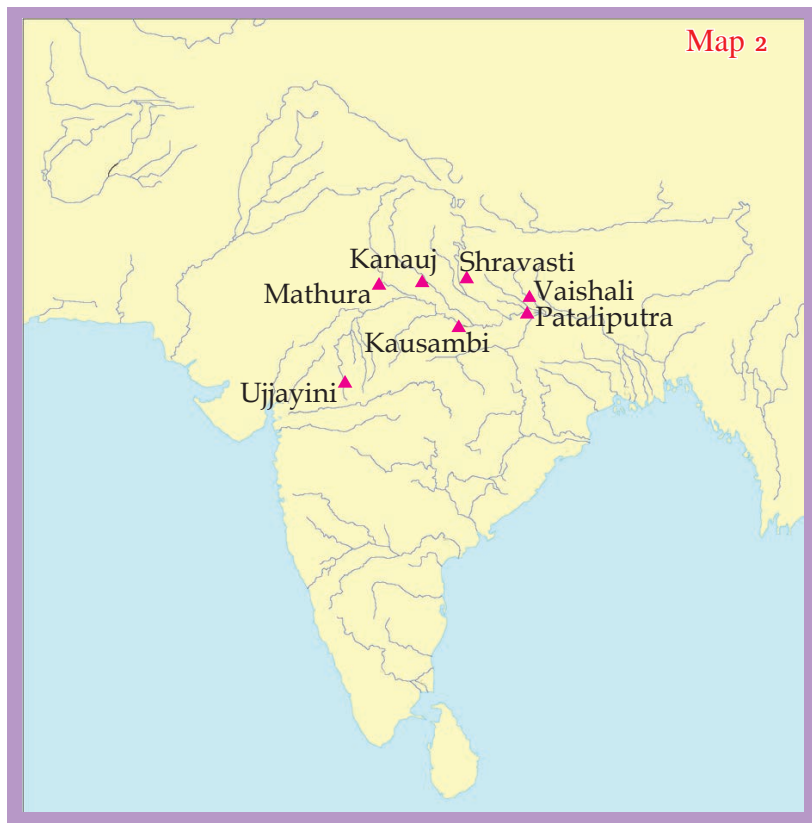 Map 2
Kanauj
Shravasti
Mathura
Vaishali
Pataliputra
Kausambi
Ujjayini